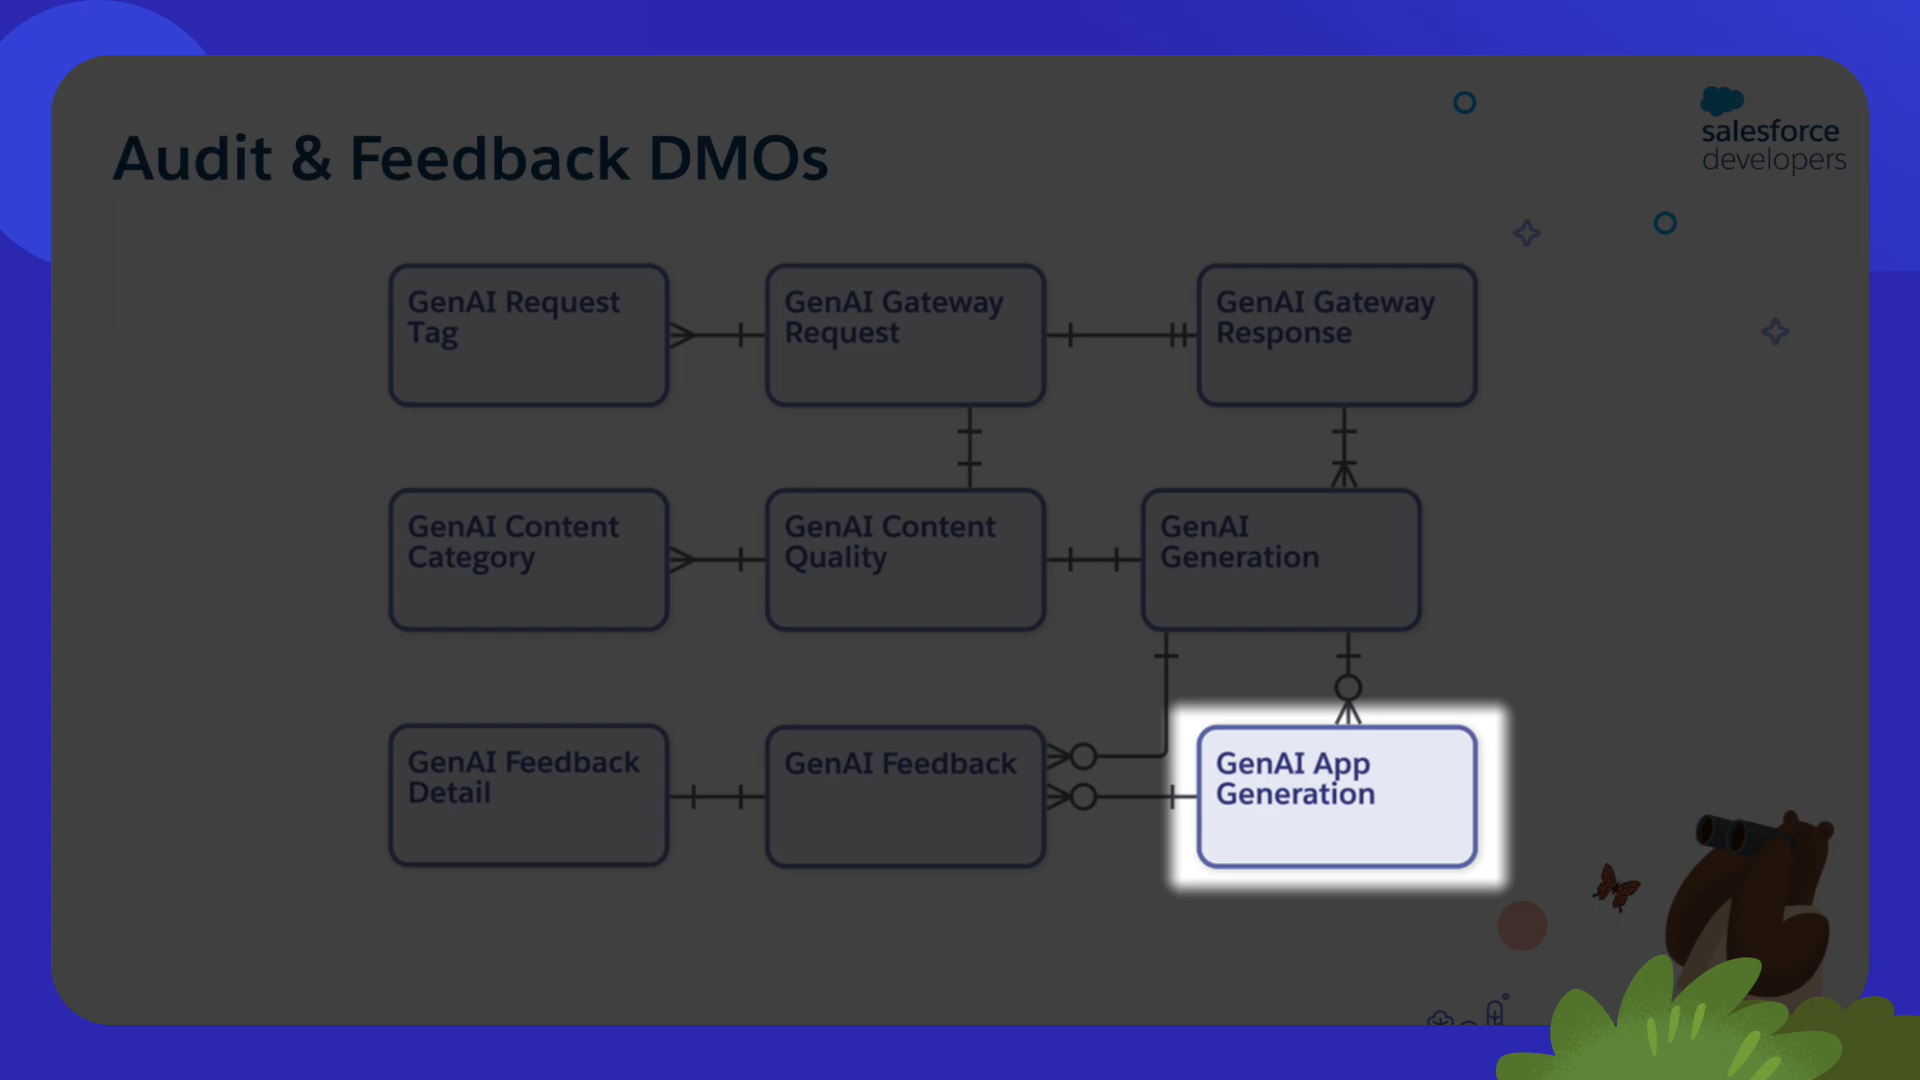 salesforce
developers
Audit & Feedback DMOs
GenAI Request
Tag
GenAI Gateway
Request
GenAI Gateway
Response
GenAI Content
Category
GenAI Content
Quality
GenAI
Generation
GenAI Feedback
Detail
GenAI Feedback
GenAI App
Generation